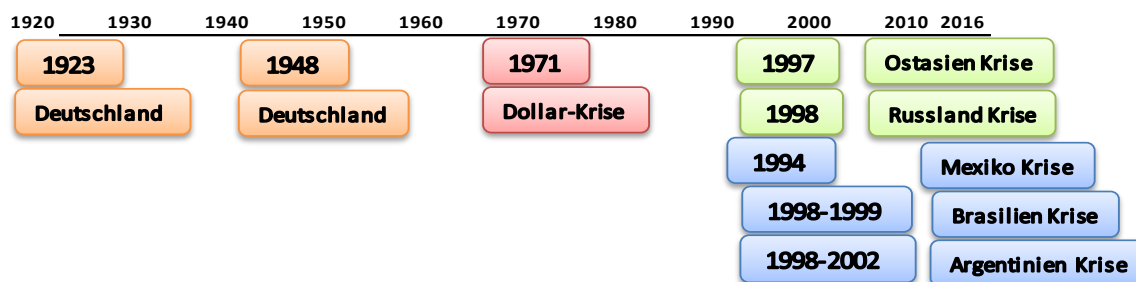 1920 1930 1940 1950 1960 1970 1980 1990 2000 2010 2016
1923 1948 1971 1997 Ostasien Krise
Deutschland Deutschland Dollar-Krise 1998 Russland Krise
1994 Mexiko Krise
1998-1999 Brasilien Krise
1998-2002 Argentinien Krise